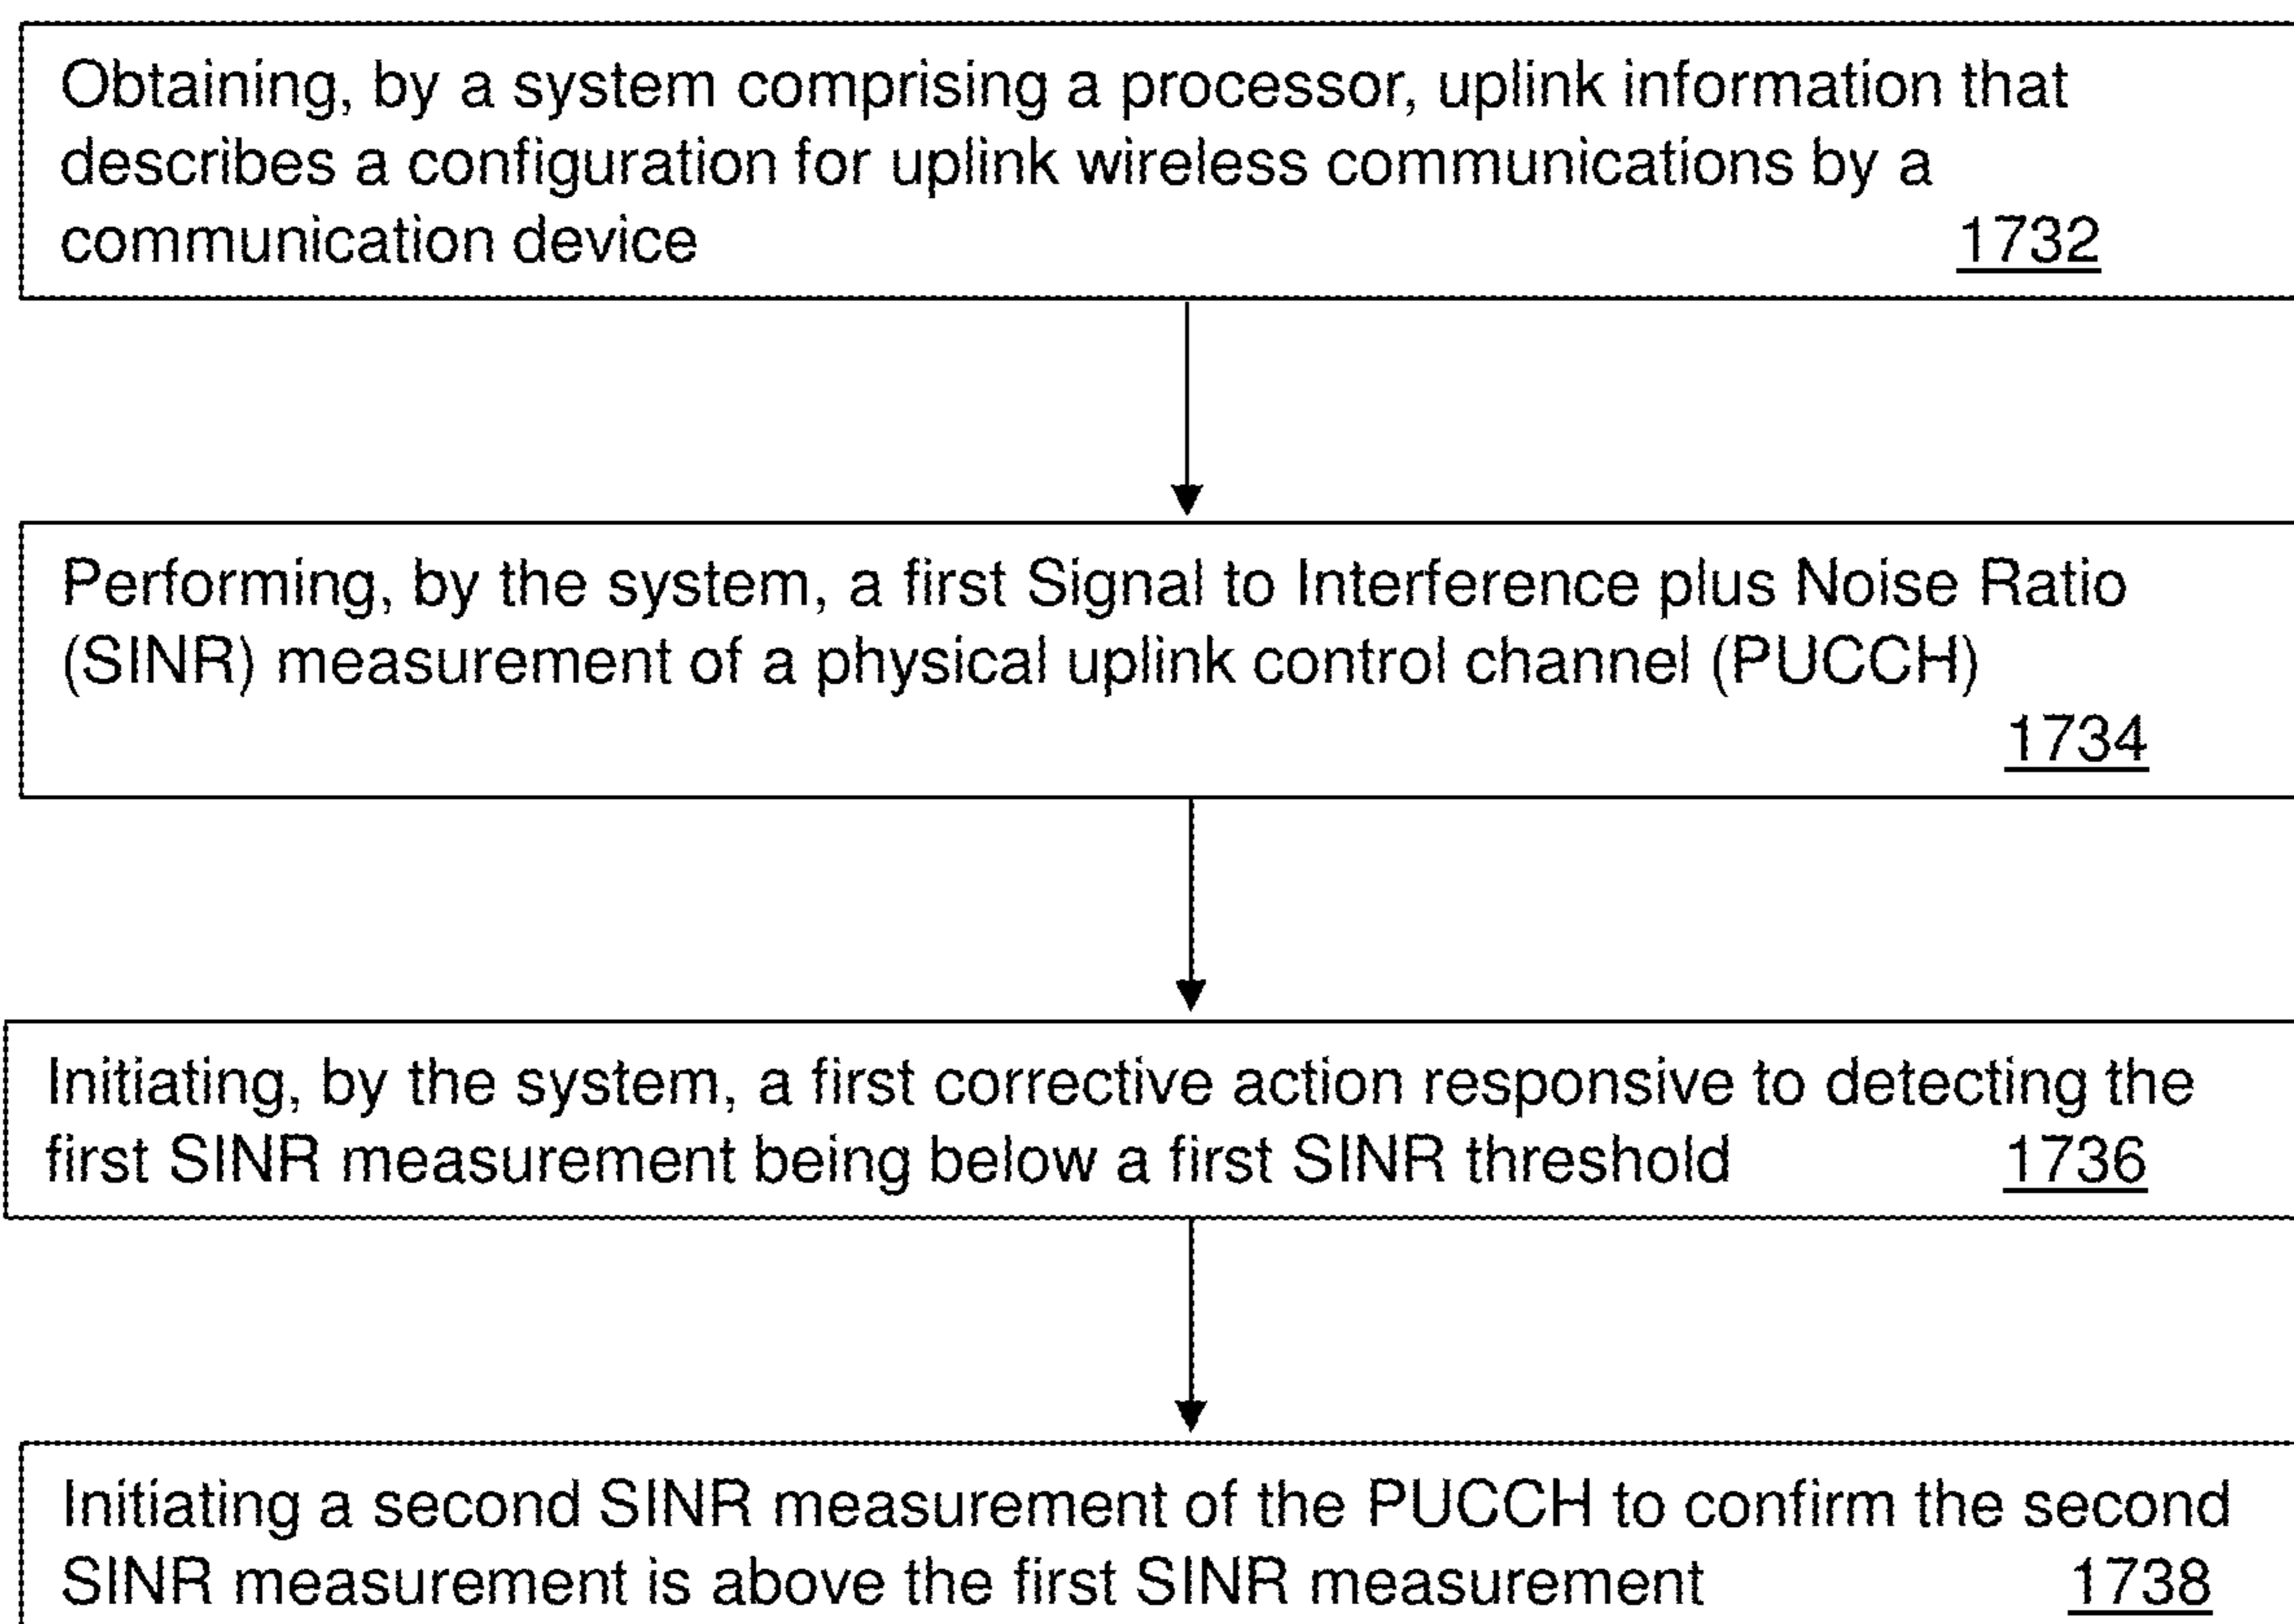 Obtaining, by a system comprising a processor, uplink information that
describes a configuration for uplink wireless communications by a
communication device 1732
Performing, by the system, a first Signal to Interference plus Noise Ratio
(SINR) measurement of a physical uplink control channel (PUCCH)
1734
Initiating, by the system, a first corrective action responsive to detecting the
first SINR measurement being below a first SINR threshold 1736
Initiating a second SINR measurement of the PUCCH to confirm the second
SINR measurement is above the first SINR measurement 1738